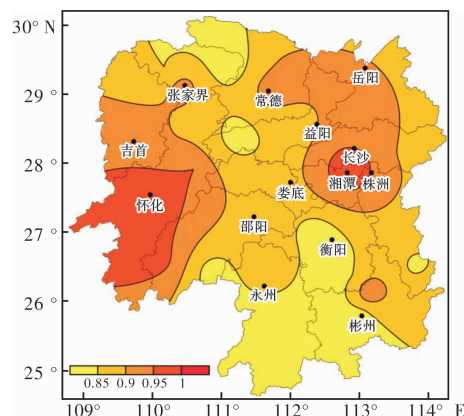 30° N
29 °
28 °
27 °
26 °
25 °
岳阳
张家界
常德
益阳
吉首
长沙
湘潭 株洲
怀化
娄底
邵阳
衡阳
永州
彬州
0.85 0.9 0.95 1
109° 110° 111° 112° 113° 114° E